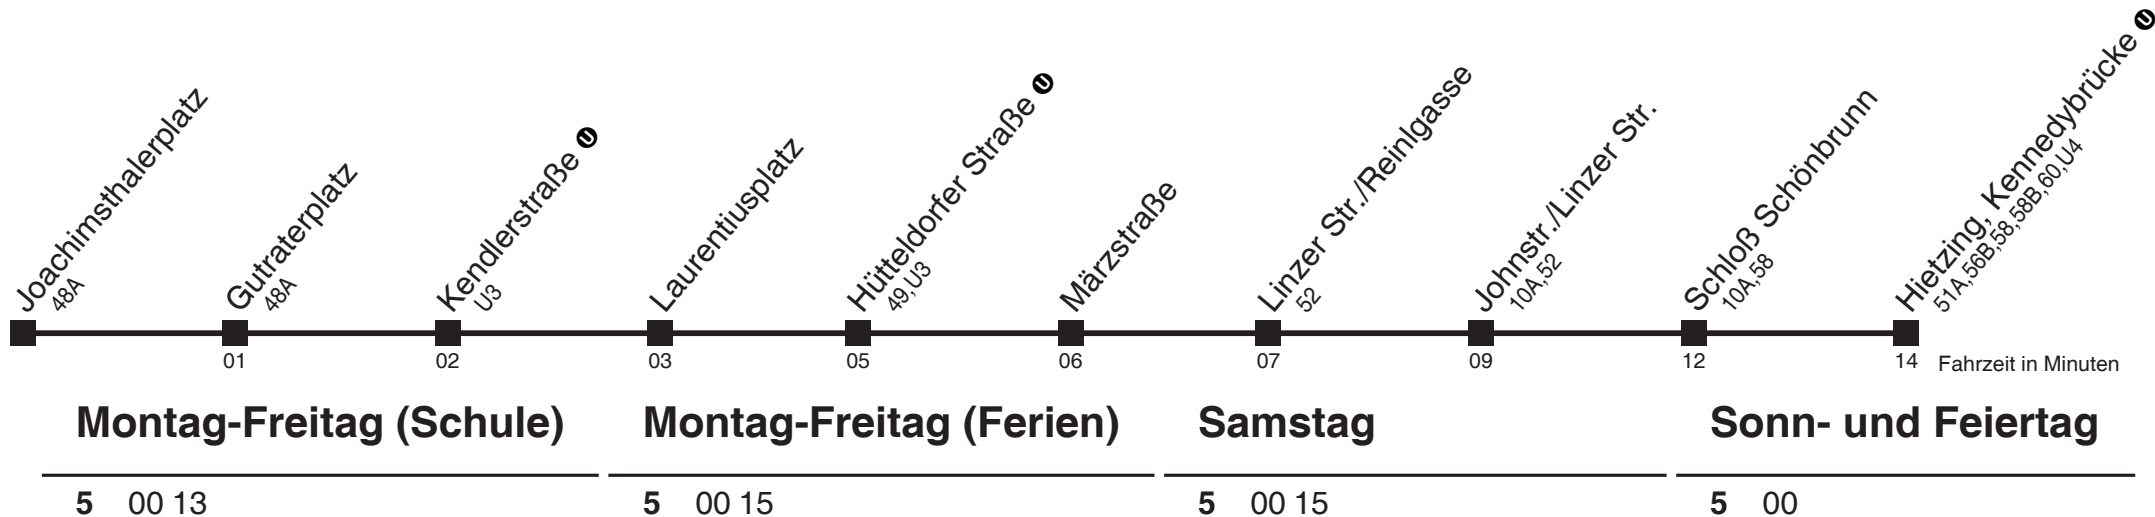 Joachimsthalerplatz
48A
Gutraterplatz
48A
Kendlerstraße U
U3
Laurentiusplatz
Hütteldorfer Straße U
49,U3
Märzstraße
Linzer Str./Reinlgasse
52
Johnstr./Linzer Str.
10A,52
Schloß Schönbrunn
10A,58
Hietzing, Kennedybrücke U
51A,56B,58,58B,60,U4
01 02 03 05 06 07 09 12 14 Fahrzeit in Minuten
Montag-Freitag (Schule) Montag-Freitag (Ferien) Samstag Sonn- und Feiertag
5 00 13 5 00 15 5 00 15 5 00